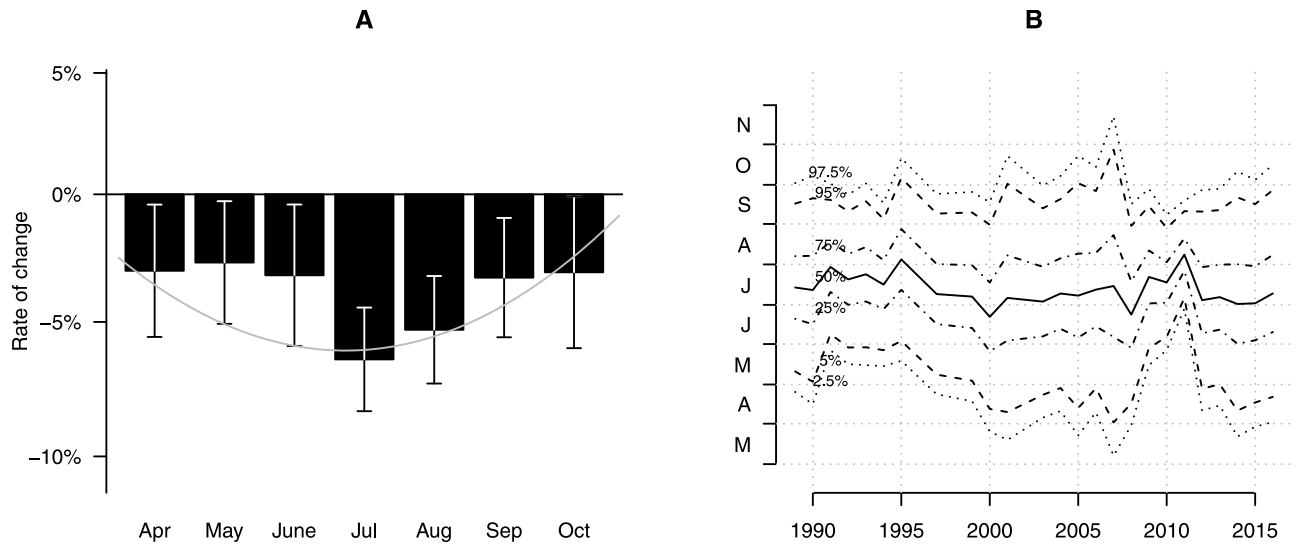 A
B
5%
0%
−5%
−10%
Rate of change
Apr May June Jul Aug Sep Oct
N
O
S
A
J
J
M
A
M
97.5%
95%
75%
50%
25%
5%
2.5%
1990 1995 2000 2005 2010 2015